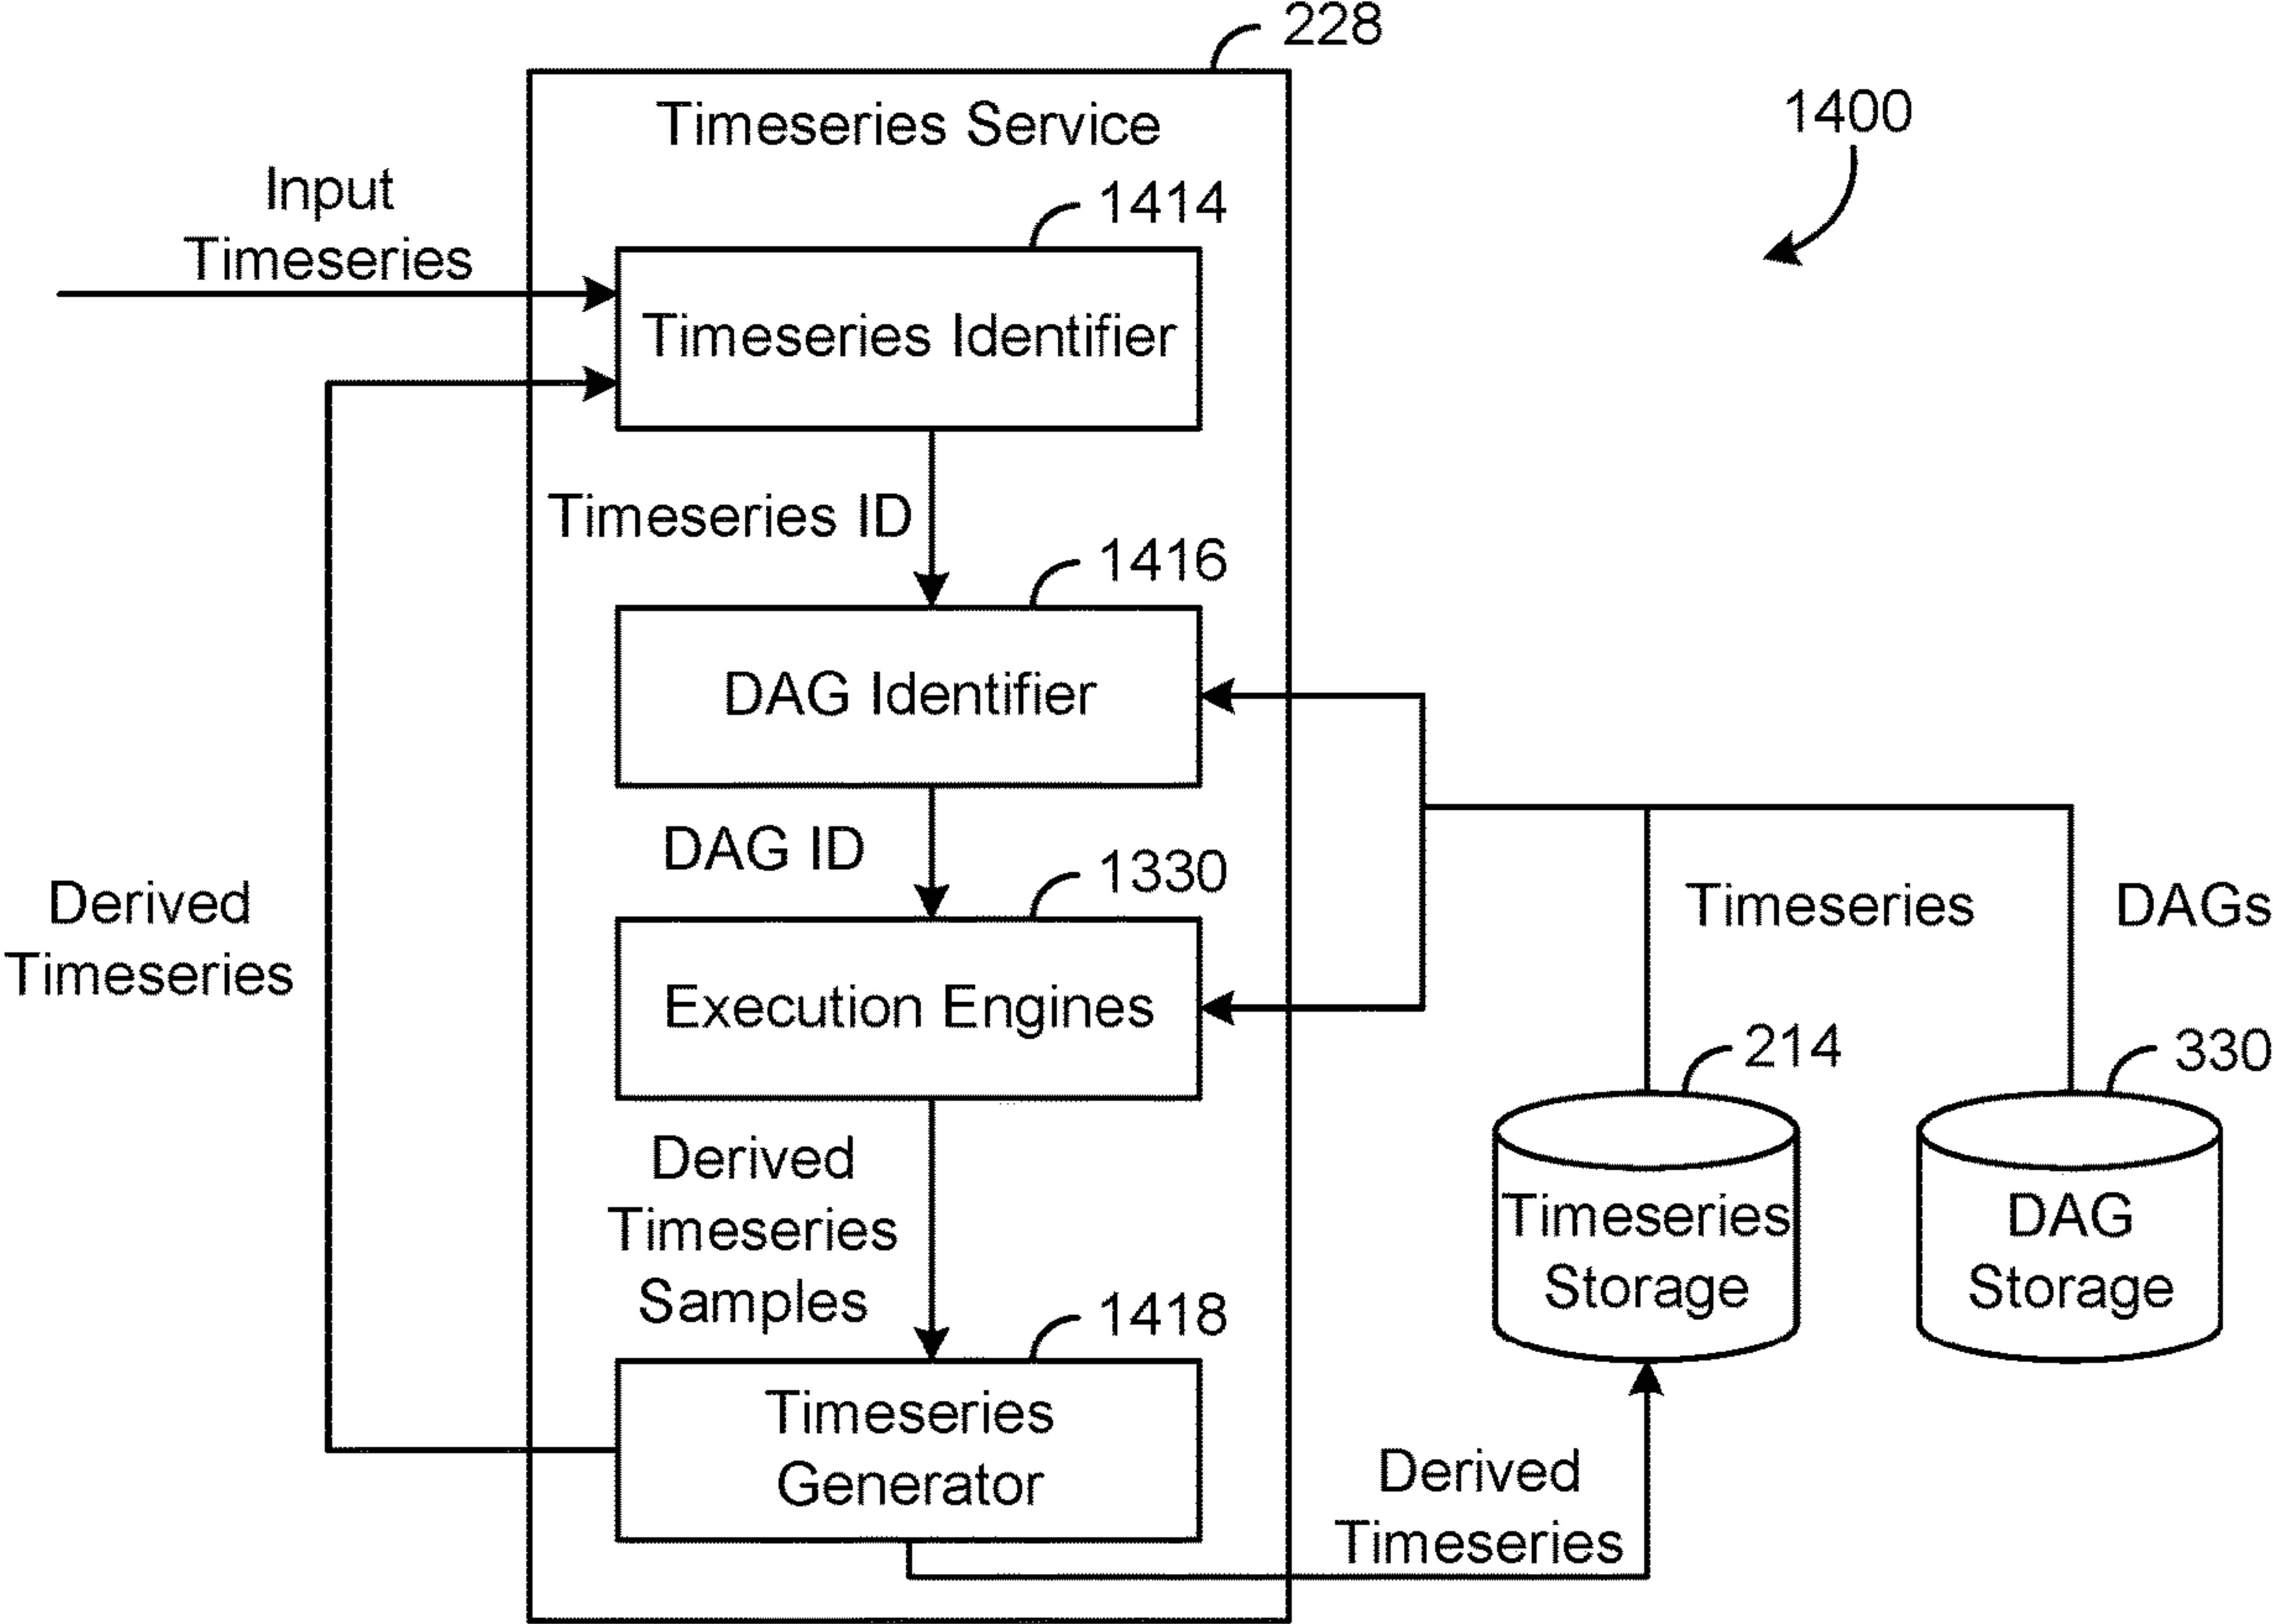 228
Timeseries Service
1400
Input
Timeseries
1414
Timeseries Identifier
Timeseries ID
1416
DAG Identifier
DAG ID
1330
Derived
Timeseries
Timeseries
DAGs
Execution Engines
214
330
Derived
Timeseries
Samples
Timeseries
Storage
DAG
Storage
1418
Timeseries
Generator
Derived
Timeseries